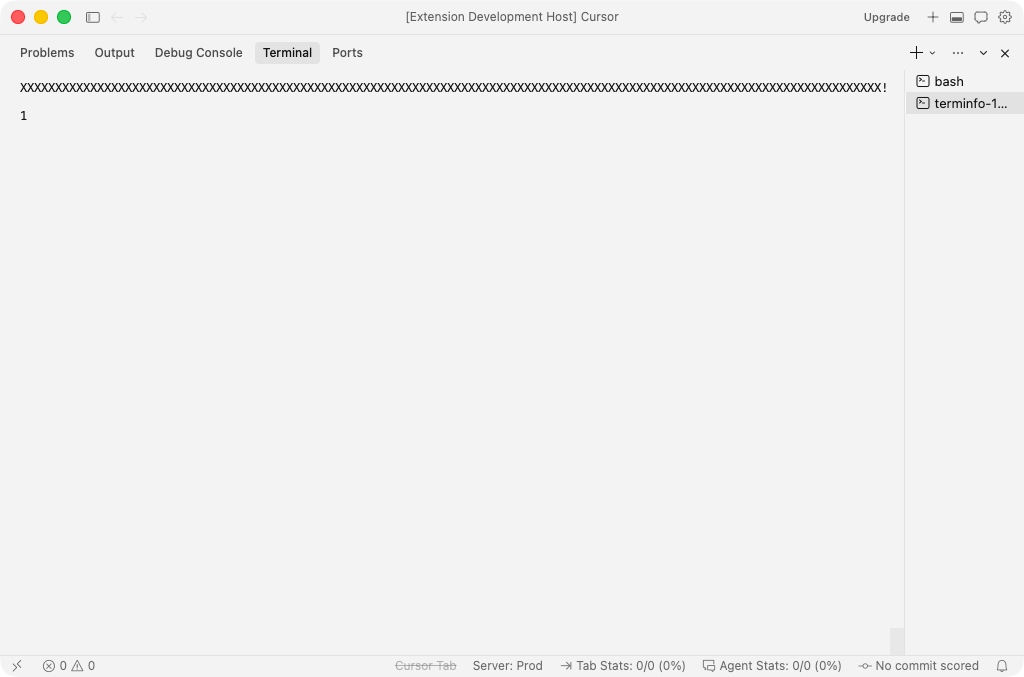 [Extension Development Host] Cursor
Upgrade
Problems Output Debug Console Terminal Ports
XXXXXXXXXXXXXXXXXXXXXXXXXXXXXXXXXXXXXXXXXXXXXXXXXXXXXXXXXXXXXXXXXXXXXXXXXXXXXXXXXXXXXXXXXXXXXXXXXXXXXXXXXXXXXXXXXXXXXXXXXXX!
1
bash
terminfo-1...
0 0 Cursor Tab Server: Prod Tab Stats: 0/0 (0%) Agent Stats: 0/0 (0%) No commit scored